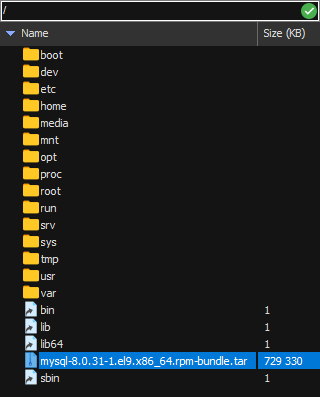 /
Name Size (KB)
boot
dev
etc
home
media
mnt
opt
proc
root
run
srv
sys
tmp
usr
var
bin 1
lib 1
lib64 1
mysql-8.0.31-1.el9.x86_64.rpm-bundle.tar 729 330
sbin 1